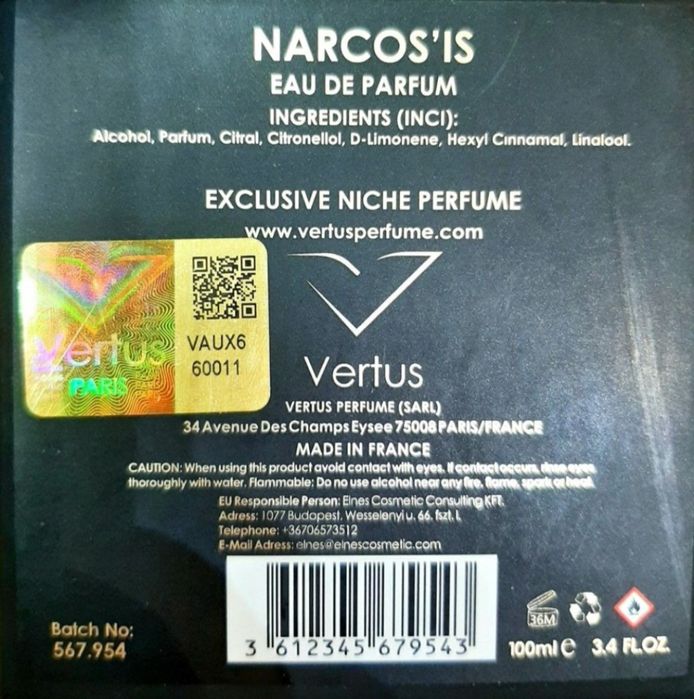 NARCOS'IS
EAU DE PARFUM
INGREDIENTS (INCI):
Alcohol, Parfum, Citral, Citronellol, D-Limonene, Hexyl Cinnamal, Linalool.
EXCLUSIVE NICHE PERFUME
www.vertusperfume.com
Vertus
PARIS
VAUX6
60011
Vertus
VERTUS PERFUME (SARL)
34 Avenue Des Champs Eysee 75008 PARIS/FRANCE
MADE IN FRANCE
CAUTION: When using this product avoid contact with eyes. If contact occurs, rinse eyes
thoroughly with water. Flammable: Do no use alcohol near any fire, flame, spark or heat.
EU Responsible Person: Elnes Cosmetic Consulting KFT.
Adress: 1077 Budapest, Wesselenyi u. 66. fszt. I.
Telephone: +36706573512
E-Mail Adress: elnes@elnescosmetic.com
Batch No:
567.954
3 612345 679543
36M
100ml e 3.4 FL.OZ.